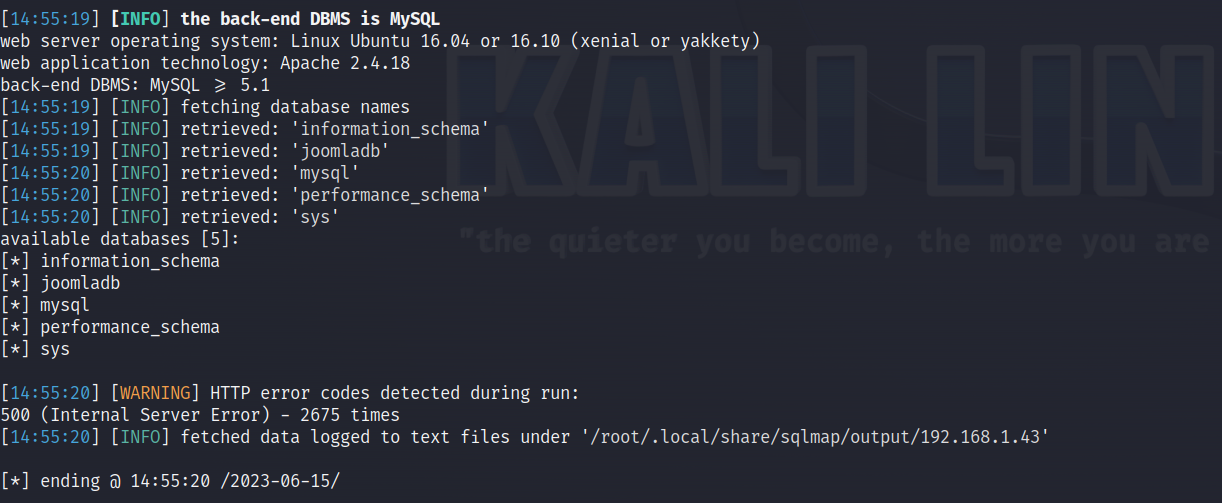 [14:55:19] [INFO] the back-end DBMS is MySQL
web server operating system: Linux Ubuntu 16.04 or 16.10 (xenial or yakkety)
web application technology: Apache 2.4.18
back-end DBMS: MySQL ≥ 5.1
[14:55:19] [INFO] fetching database names
[14:55:19] [INFO] retrieved: 'information_schema'
[14:55:19] [INFO] retrieved: 'joomladb'
[14:55:20] [INFO] retrieved: 'mysql'
[14:55:20] [INFO] retrieved: 'performance_schema'
[14:55:20] [INFO] retrieved: 'sys'
available databases [5]:
[*] information_schema
[*] joomladb
[*] mysql
[*] performance_schema
[*] sys
[14:55:20] [WARNING] HTTP error codes detected during run:
500 (Internal Server Error) - 2675 times
[14:55:20] [INFO] fetched data logged to text files under '/root/.local/share/sqlmap/output/192.168.1.43'
[*] ending @ 14:55:20 /2023-06-15/
KALI LIN
"the quieter you become, the more you are